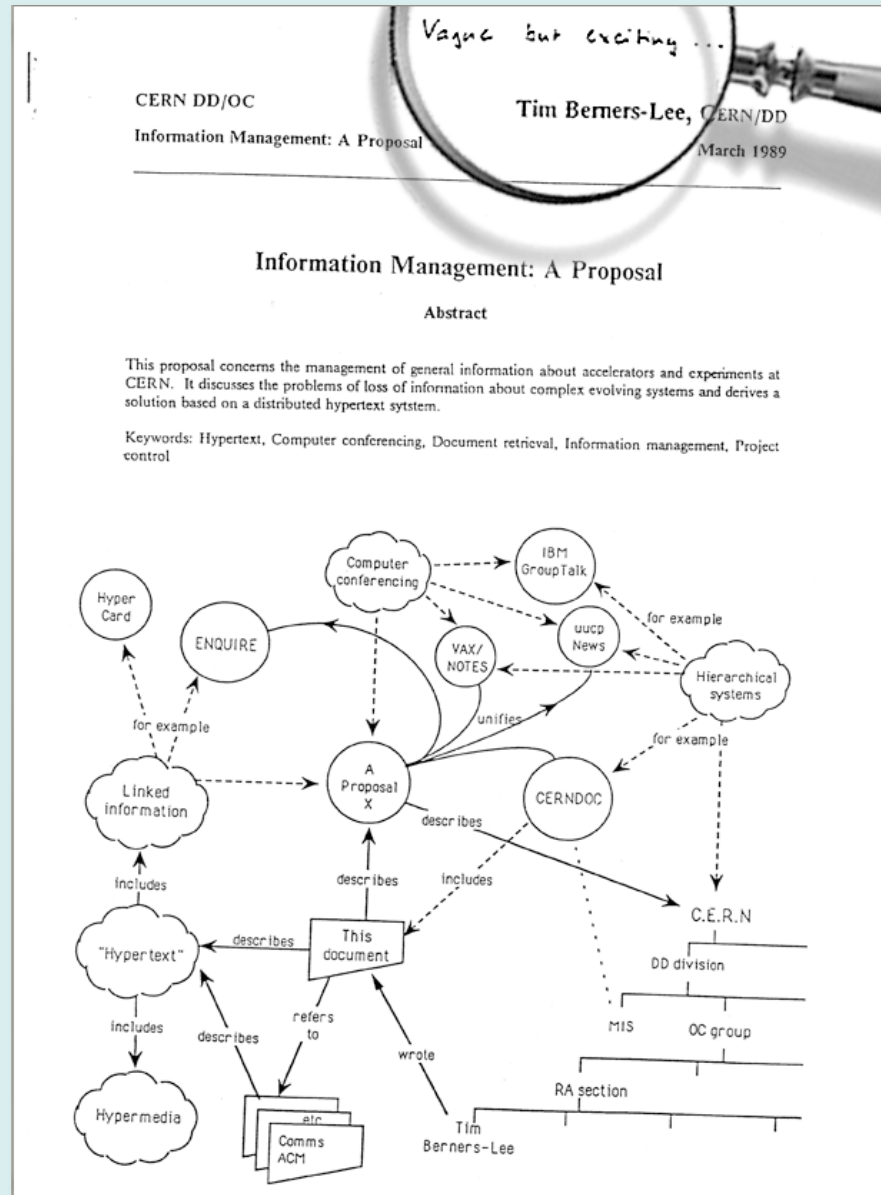 Vague but exciting ...
CERN DD/OC
Tim Berners-Lee, CERN/DD
Information Management: A Proposal
March 1989
Information Management: A Proposal
Abstract
This proposal concerns the management of general information about accelerators and experiments at
CERN. It discusses the problems of loss of information about complex evolving systems and derives a
solution based on a distributed hypertext sytstem.
Keywords: Hypertext, Computer conferencing, Document retrieval, Information management, Project
control
Computer
conferencing
IBM
GroupTalk
Hyper
Card
ENQUIRE
VAX/
NOTES
uucp
News
for example
Hierarchical
systems
for example
unifies
for example
Linked
information
A
Proposal
X
CERNDOC
describes
includes
describes
includes
C.E.R.N
"Hypertext"
describes
This
document
DD division
includes
describes
refers
to
wrote
MIS
OC group
RA section
Hypermedia
etc
Comms
ACM
Tim
Berners-Lee